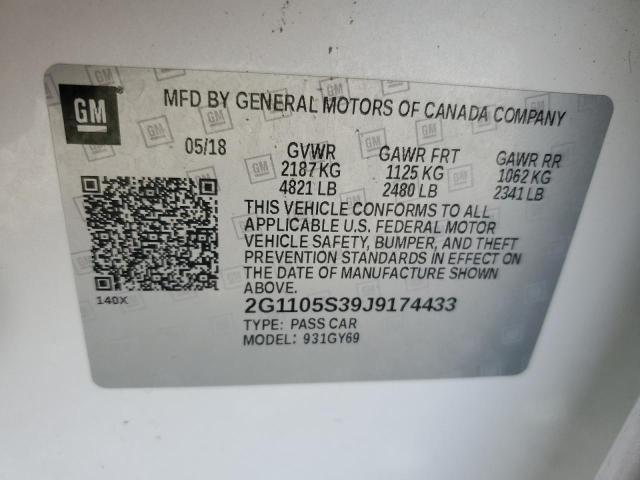 GM
MFD BY GENERAL MOTORS OF CANADA COMPANY
05/18 GVWR GAWR FRT GAWR RR
2187 KG 1125 KG 1062 KG
4821 LB 2480 LB 2341 LB
THIS VEHICLE CONFORMS TO ALL
APPLICABLE U.S. FEDERAL MOTOR
VEHICLE SAFETY, BUMPER, AND THEFT
PREVENTION STANDARDS IN EFFECT ON
THE DATE OF MANUFACTURE SHOWN
ABOVE.
140X
2G1105S39J9174433
TYPE: PASS CAR
MODEL: 931GY69